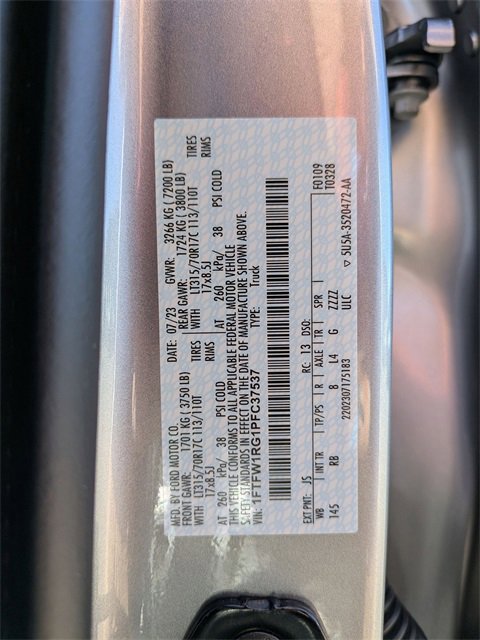 MFD. BY FORD MOTOR CO.
DATE: 07/23 GVWR: 3266 KG ( 7200 LB)
FRONT GAWR: 1701 KG ( 3750 LB) REAR GAWR: 1724 KG ( 3800 LB)
WITH LT315/70R17C 113/110T TIRES WITH LT315/70R17C 113/110T TIRES
17x8.5J RIMS 17x8.5J RIMS
AT 260 kPa/ 38 PSI COLD AT 260 kPa/ 38 PSI COLD
THIS VEHICLE CONFORMS TO ALL APPLICABLE FEDERAL MOTOR VEHICLE
SAFETY STANDARDS IN EFFECT ON THE DATE OF MANUFACTURE SHOWN ABOVE.
VIN: 1FTFW1RG1PFC37537 TYPE: Truck
F0109
T0328
EXT PNT: JS RC: 13 DSO:
WB INT TR TP/PS R AXLE TR SPR
145 RB 8 L4 G ZZZZ
2202307175183 ULC
▽ 5U5A-3520472-AA